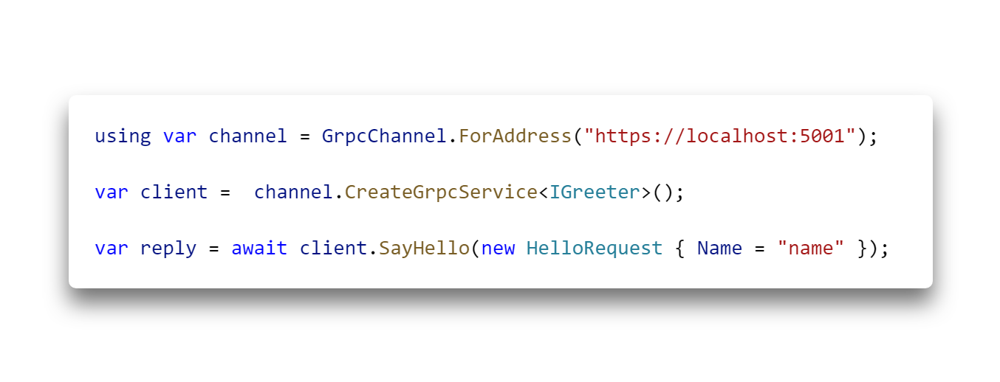 using var channel = GrpcChannel.ForAddress("https://localhost:5001");
var client =  channel.CreateGrpcService<IGreeter>();
var reply = await client.SayHello(new HelloRequest { Name = "name" });